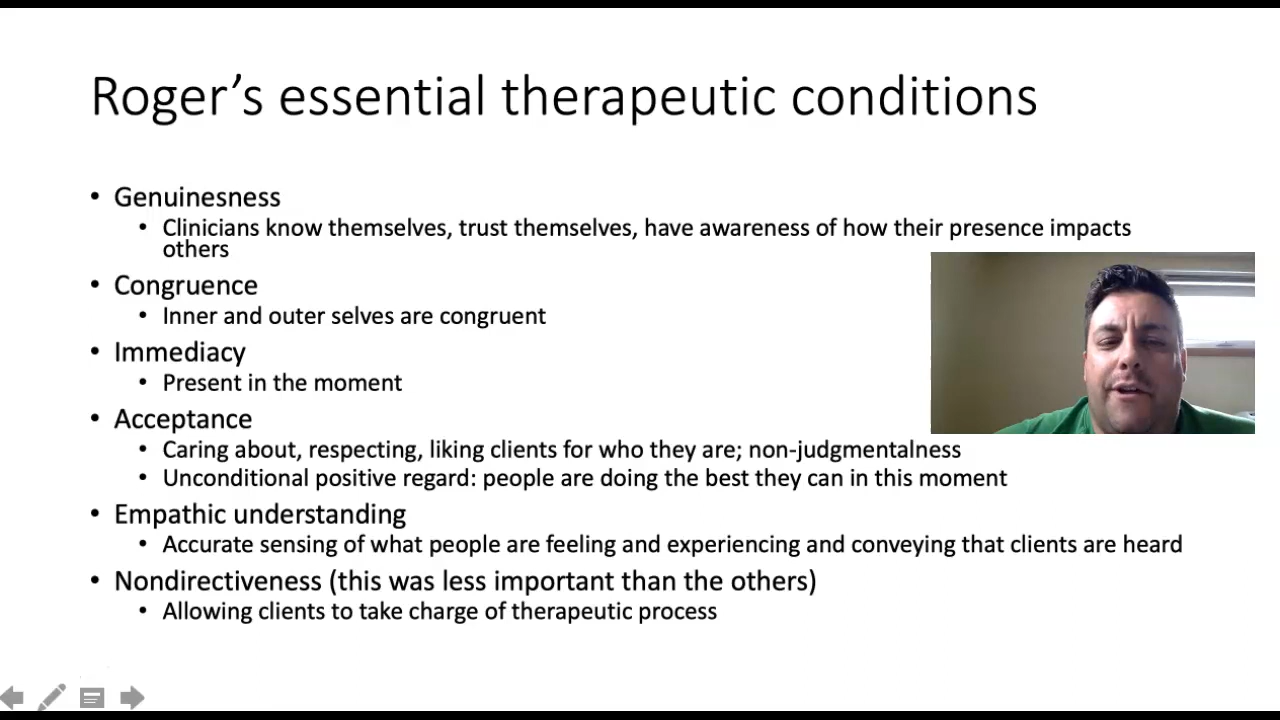 Roger’s essential therapeutic conditions
• Genuinesness
• Clinicians know themselves, trust themselves, have awareness of how their presence impacts
others
• Congruence
• Inner and outer selves are congruent
• Immediacy
• Present in the moment
• Acceptance
• Caring about, respecting, liking clients for who they are; non-judgmentalness
• Unconditional positive regard: people are doing the best they can in this moment
• Empathic understanding
• Accurate sensing of what people are feeling and experiencing and conveying that clients are heard
• Nondirectiveness (this was less important than the others)
• Allowing clients to take charge of therapeutic process